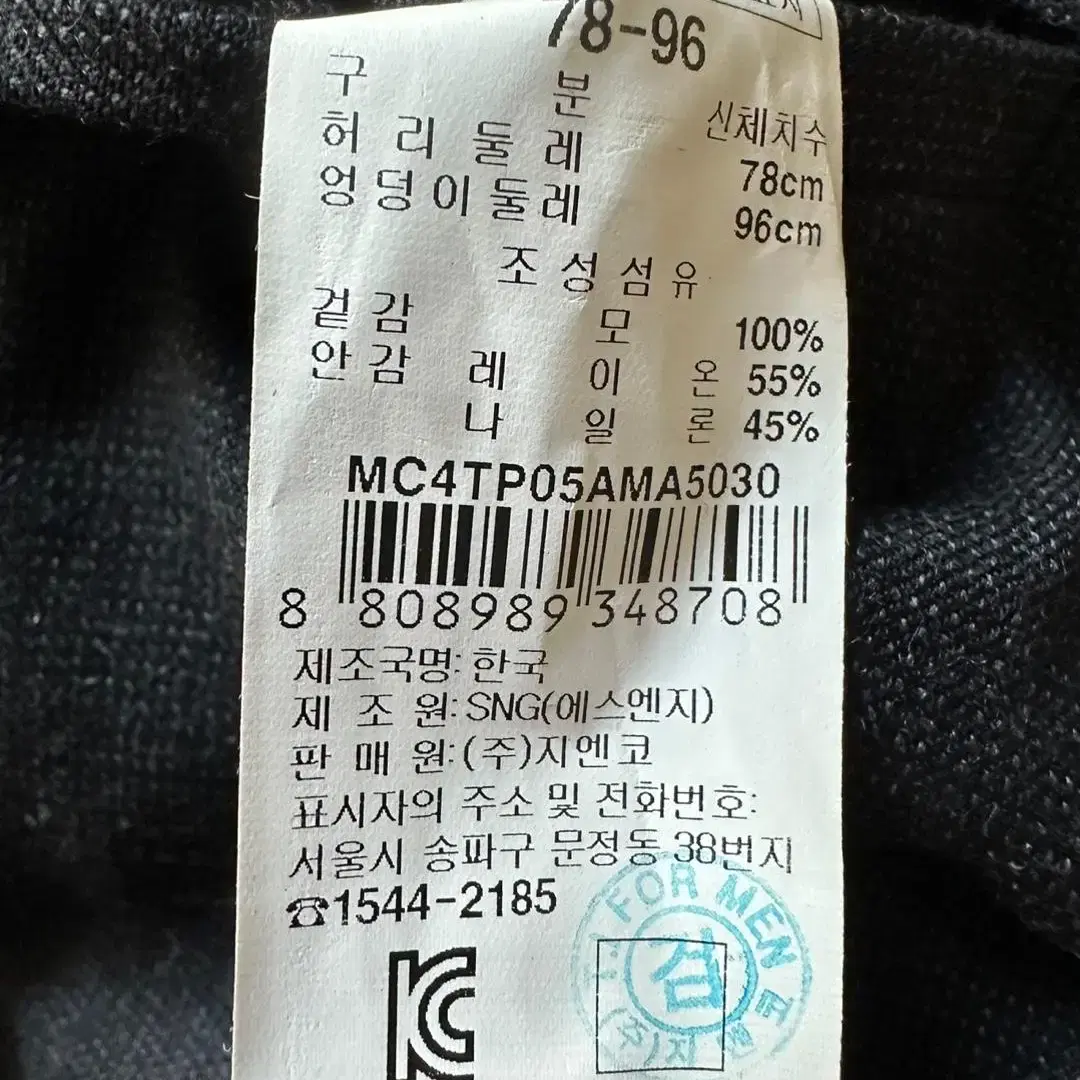 78-96
구 분 신체치수
허리둘레 78cm
엉덩이둘레 96cm
조성섬유
겉감 모 100%
안감 레이온 55%
나일론 45%
MC4TP05AMA5030
8 808989 348708
제조국명: 한국
제 조 원: SNG(에스엔지)
판 매 원: (주)지엔코
표시자의 주소 및 전화번호:
서울시 송파구 문정동 38번지
☎1544-2185
FOR MEN
검
(주)지